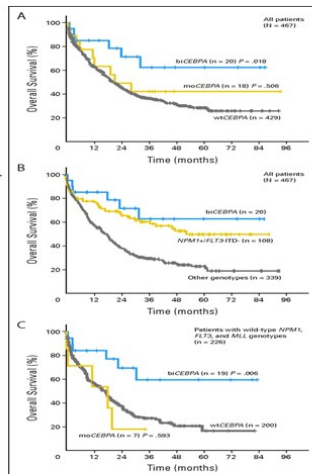 A
All patients
(N = 467)
Overall Survival (%)
100
80
60
40
20
biCEBPA (n = 20) P = .018
moCEBPA (n = 18) P = .506
wtCEBPA (n = 429)
0 12 24 36 48 60 72 84 96
Time (months)
B
All patients
(N = 467)
Overall Survival (%)
100
80
60
40
20
biCEBPA (n = 20)
NPM1+/FLT3-ITD- (n = 108)
Other genotypes (n = 339)
0 12 24 36 48 60 72 84 96
Time (months)
C
Patients with wild-type NPM1,
FLT3, and MLL genotypes
(n = 226)
Overall Survival (%)
100
80
60
40
20
biCEBPA (n = 19) P = .006
wtCEBPA (n = 200)
moCEBPA (n = 7) P = .593
0 12 24 36 48 60 72 84 96
Time (months)